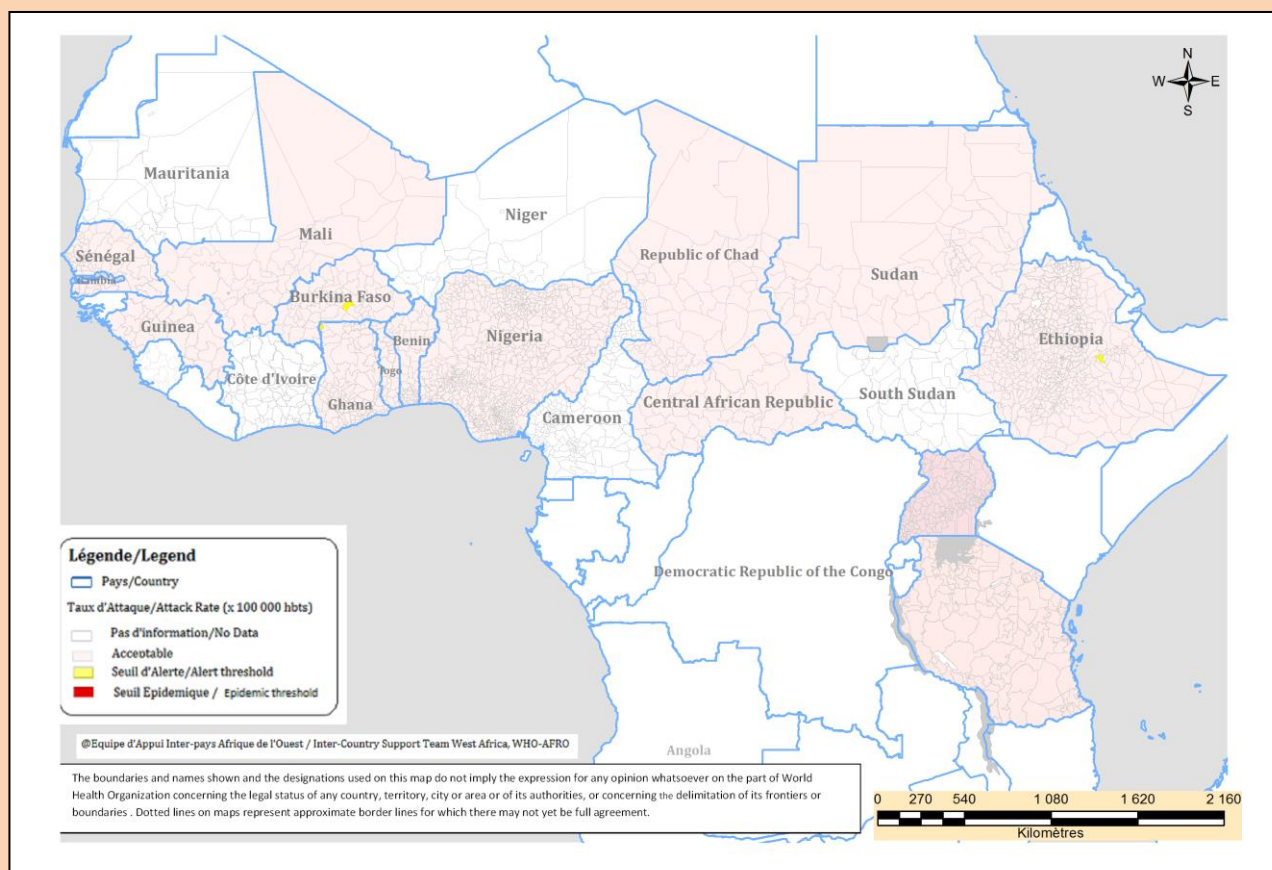 N
W E
S
Mauritania
Niger
Mali
Sénégal
Gambia
Republic of Chad
Sudan
Burkina Faso
Guinea
Nigeria
Benin
Ethiopia
Togo
Côte d'Ivoire
Ghana
Cameroon
Central African Republic
South Sudan
Democratic Republic of the Congo
Angola
Légende/Legend
Pays/Country
Taux d'Attaque/Attack Rate (x 100 000 hbts)
Pas d'information/No Data
Acceptable
Seuil d'Alerte/Alert threshold
Seuil Epidemique / Epidemic threshold
@Equipe d'Appui Inter-pays Afrique de l'Ouest / Inter-Country Support Team West Africa, WHO-AFRO
The boundaries and names shown and the designations used on this map do not imply the expression for any opinion whatsoever on the part of World
Health Organization concerning the legal status of any country, territory, city or area or of its authorities, or concerning the delimitation of its frontiers or
boundaries . Dotted lines on maps represent approximate border lines for which there may not yet be full agreement.
0 270 540 1 080 1 620 2 160
Kilomètres